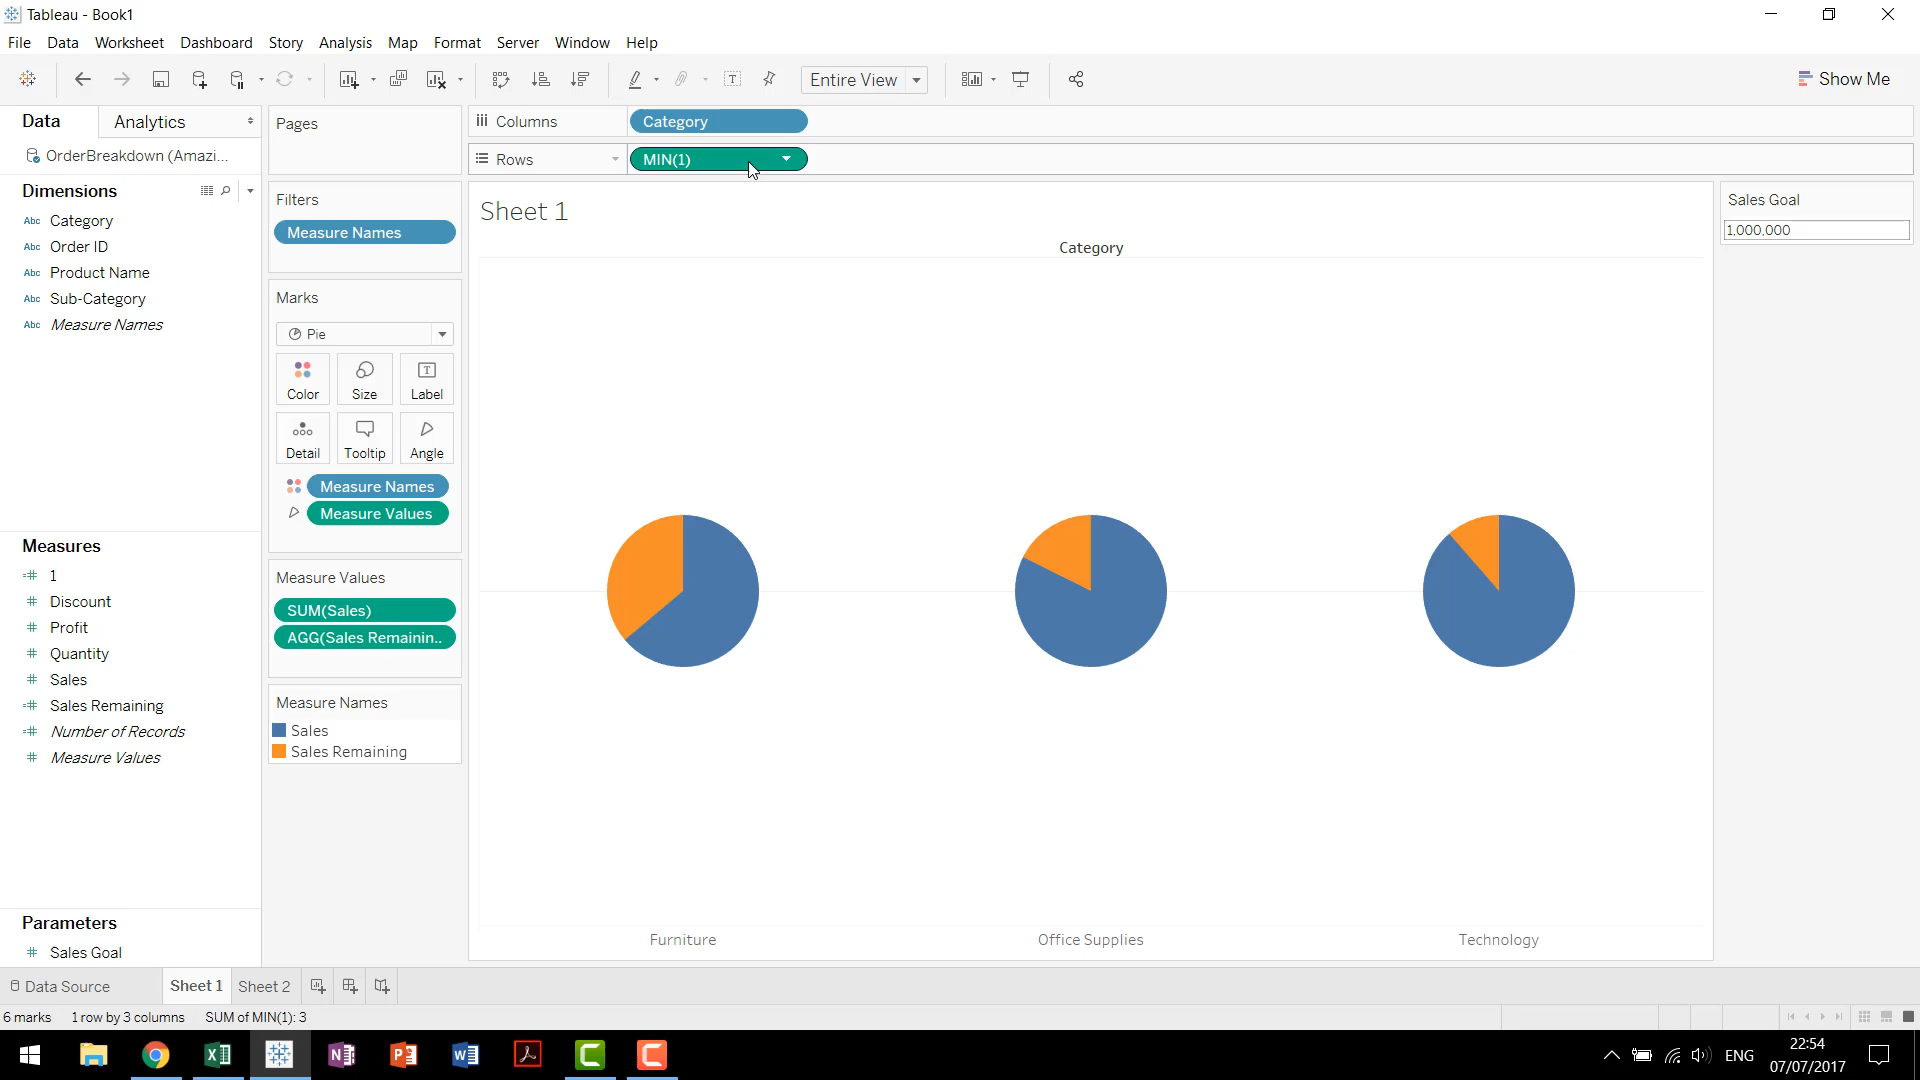 Tableau - Book1
File Data Worksheet Dashboard Story Analysis Map Format Server Window Help
Entire View
Show Me
Data
Analytics
OrderBreakdown (Amazi...
Dimensions
Abc Category
Abc Order ID
Abc Product Name
Abc Sub-Category
Abc Measure Names
Measures
1
Discount
Profit
Quantity
Sales
Sales Remaining
Number of Records
Measure Values
Parameters
Sales Goal
Pages
Filters
Measure Names
Marks
Pie
Color Size Label
Detail Tooltip Angle
Measure Names
Measure Values
Measure Values
SUM(Sales)
AGG(Sales Remainin..
Measure Names
Sales
Sales Remaining
Columns
Category
Rows
MIN(1)
Sheet 1
Category
Furniture Office Supplies Technology
Sales Goal
1,000,000
Data Source Sheet 1 Sheet 2
6 marks 1 row by 3 columns SUM of MIN(1): 3
ENG
22:54
07/07/2017